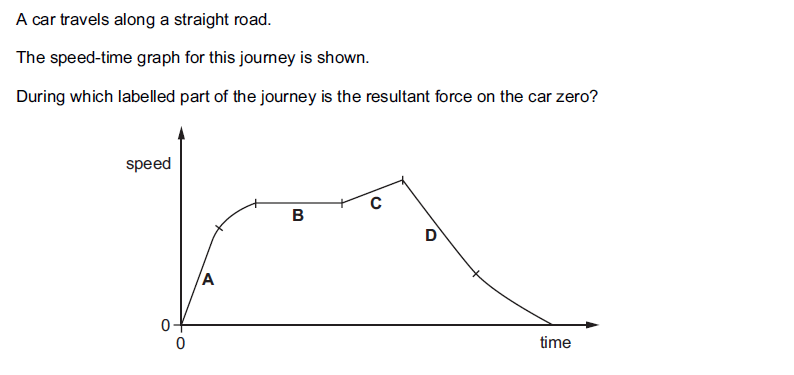 A car travels along a straight road.
The speed-time graph for this journey is shown.
During which labelled part of the journey is the resultant force on the car zero?
speed
C
B
D
A
0
0
time